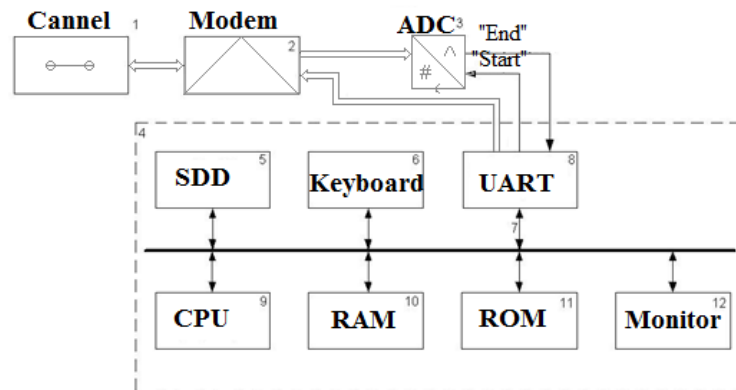 Cannel 1
Modem 2
ADC 3
"End"
"Start"
^
#
4
SDD 5
Keyboard 6
UART 8
7
CPU 9
RAM 10
ROM 11
Monitor 12